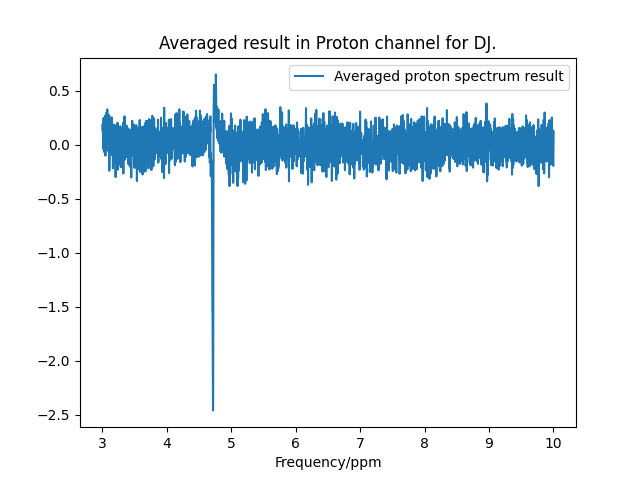 Averaged result in Proton channel for DJ.
Averaged proton spectrum result
0.5
0.0
−0.5
−1.0
−1.5
−2.0
−2.5
3 4 5 6 7 8 9 10
Frequency/ppm